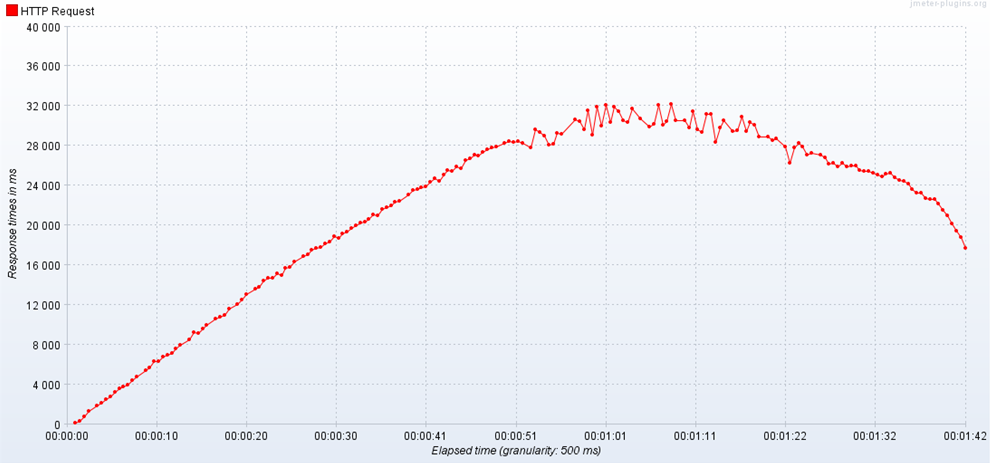 jmeter-plugins.org
HTTP Request
40 000
36 000
32 000
28 000
24 000
20 000
16 000
12 000
8 000
4 000
0
Response times in ms
00:00:00 00:00:10 00:00:20 00:00:30 00:00:41 00:00:51 00:01:01 00:01:11 00:01:22 00:01:32 00:01:42
Elapsed time (granularity: 500 ms)